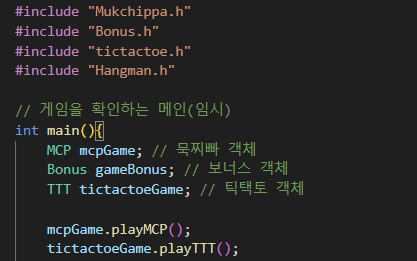 #include "Mukchippa.h"
#include "Bonus.h"
#include "tictactoe.h"
#include "Hangman.h"
// 게임을 확인하는 메인(임시)
int main(){
MCP mcpGame; // 묵찌빠 객체
Bonus gameBonus; // 보너스 객체
TTT tictactoeGame; // 틱택토 객체
mcpGame.playMCP();
tictactoeGame.playTTT();